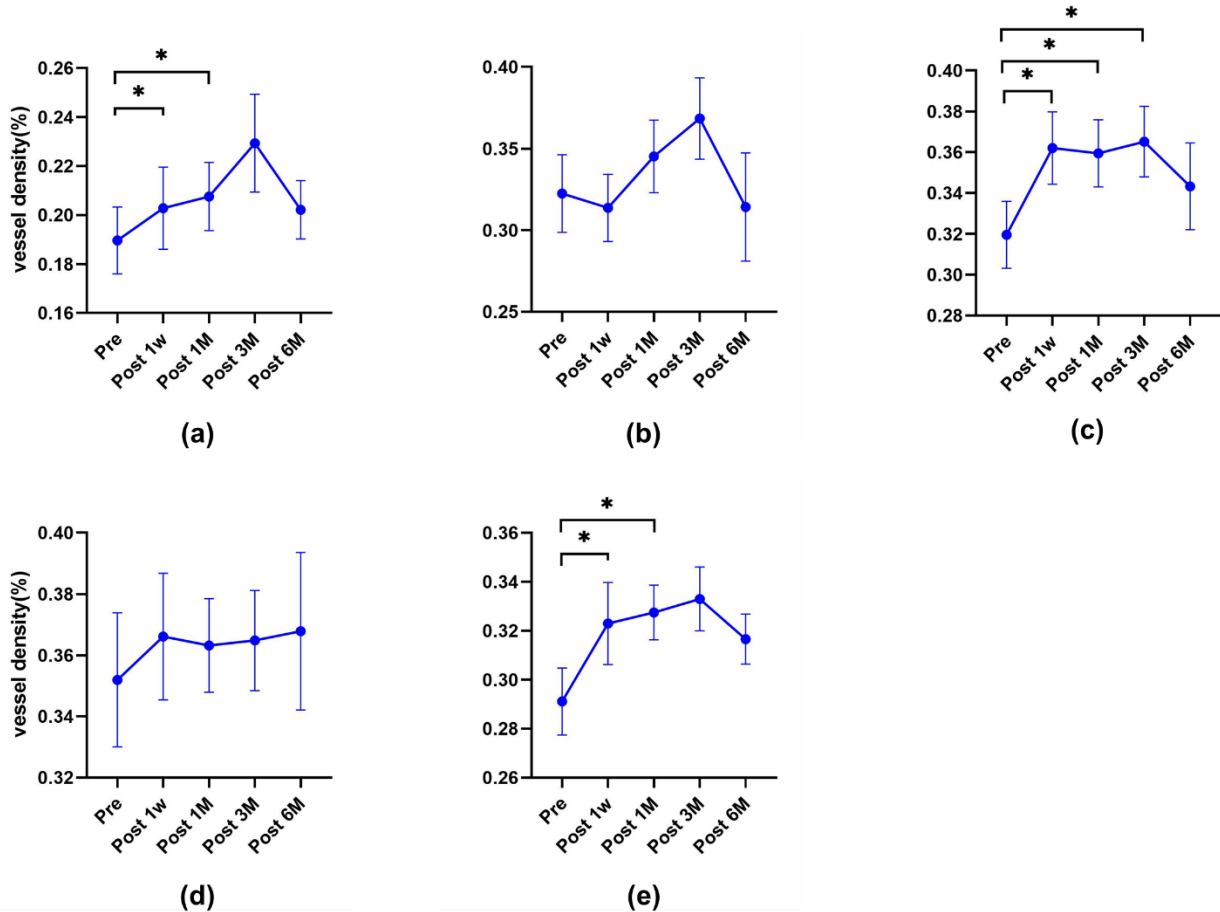 *
*
vessel density(%)
0.26
0.24
0.22
0.20
0.18
0.16
Pre
Post 1w
Post 1M
Post 3M
Post 6M
(a)
0.40
0.35
0.30
0.25
Pre
Post 1w
Post 1M
Post 3M
Post 6M
(b)
*
*
*
0.40
0.38
0.36
0.34
0.32
0.30
0.28
Pre
Post 1w
Post 1M
Post 3M
Post 6M
(c)
vessel density(%)
0.40
0.38
0.36
0.34
0.32
Pre
Post 1w
Post 1M
Post 3M
Post 6M
(d)
*
*
0.36
0.34
0.32
0.30
0.28
0.26
Pre
Post 1w
Post 1M
Post 3M
Post 6M
(e)